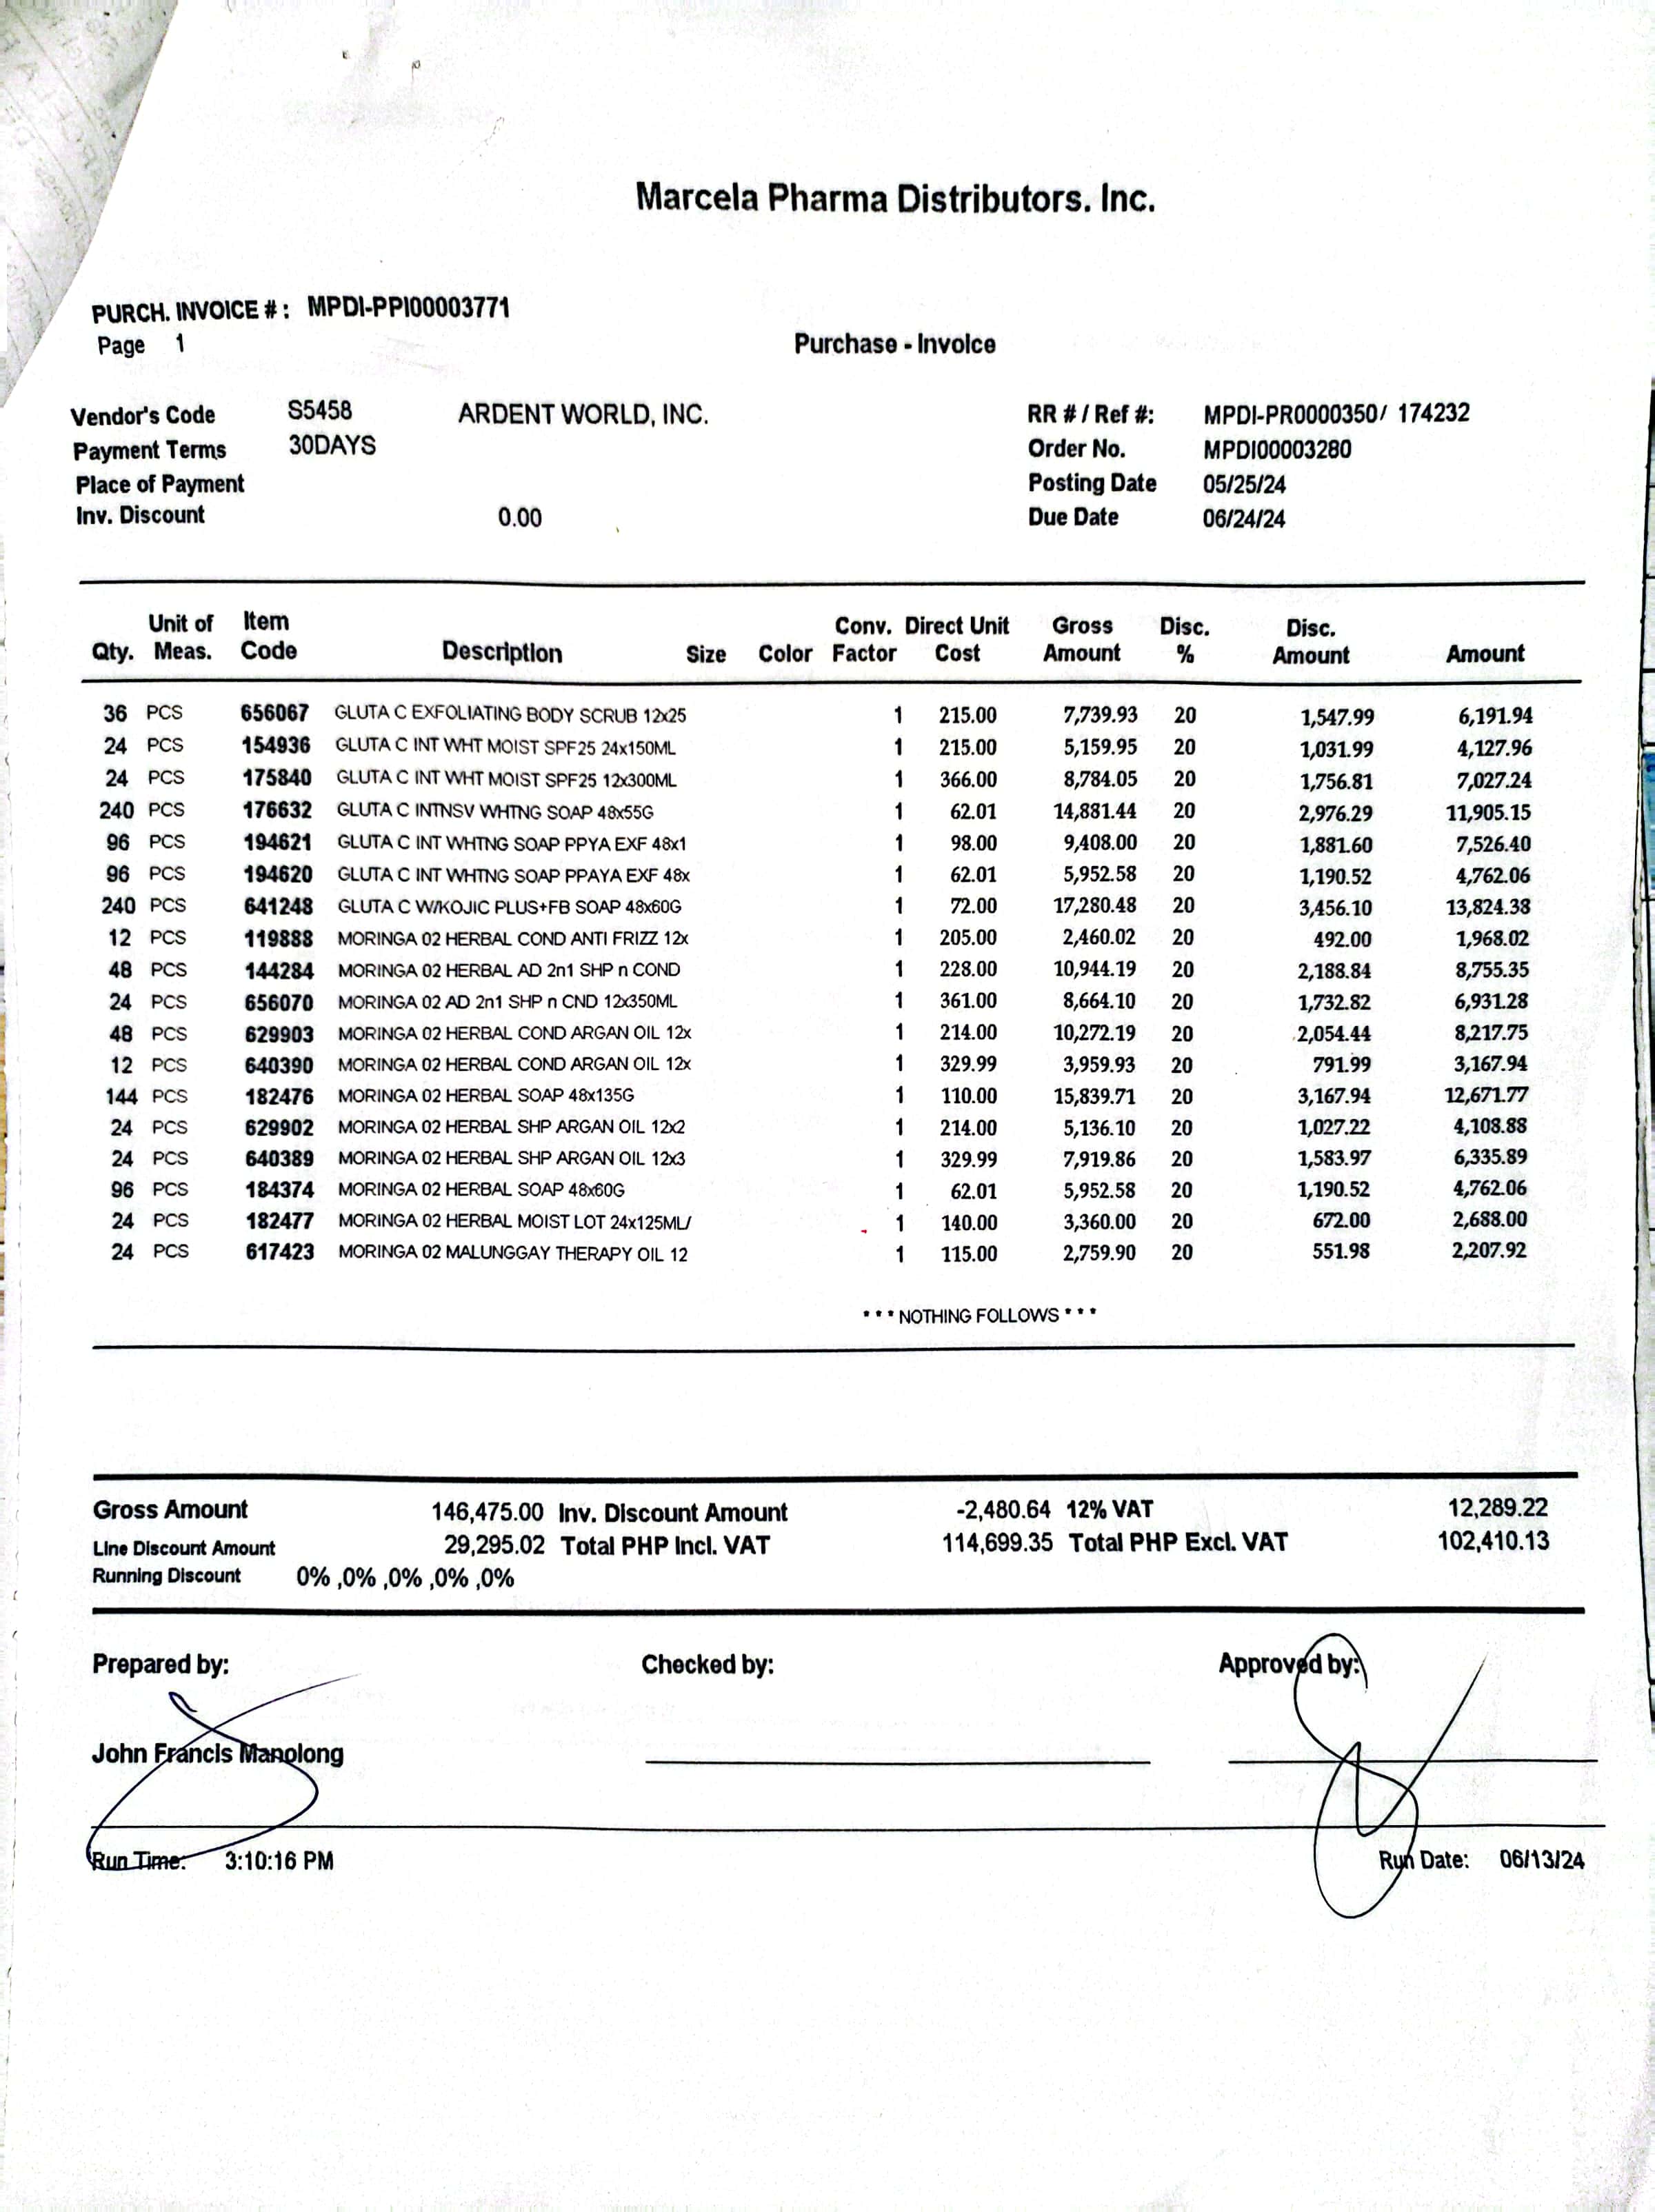 Marcela Pharma Distributors. Inc.
PURCH. INVOICE # : MPDI-PPI00003771
Page 1
Purchase - Invoice
Vendor's Code S5458 ARDENT WORLD, INC. RR # / Ref #: MPDI-PR0000350/ 174232
Payment Terms 30DAYS Order No. MPDI00003280
Place of Payment Posting Date 05/25/24
Inv. Discount 0.00 Due Date 06/24/24
Unit of Item Conv. Direct Unit Gross Disc. Disc.
Qty. Meas. Code Description Size Color Factor Cost Amount % Amount Amount
36 PCS 656067 GLUTA C EXFOLIATING BODY SCRUB 12x25 1 215.00 7,739.93 20 1,547.99 6,191.94
24 PCS 154936 GLUTA C INT WHT MOIST SPF25 24x150ML 1 215.00 5,159.95 20 1,031.99 4,127.96
24 PCS 175840 GLUTA C INT WHT MOIST SPF25 12x300ML 1 366.00 8,784.05 20 1,756.81 7,027.24
240 PCS 176632 GLUTA C INTNSV WHTNG SOAP 48x55G 1 62.01 14,881.44 20 2,976.29 11,905.15
96 PCS 194621 GLUTA C INT WHTNG SOAP PPYA EXF 48x1 1 98.00 9,408.00 20 1,881.60 7,526.40
96 PCS 194620 GLUTA C INT WHTNG SOAP PPAYA EXF 48x 1 62.01 5,952.58 20 1,190.52 4,762.06
240 PCS 641248 GLUTA C W/KOJIC PLUS+FB SOAP 48x60G 1 72.00 17,280.48 20 3,456.10 13,824.38
12 PCS 119888 MORINGA 02 HERBAL COND ANTI FRIZZ 12x 1 205.00 2,460.02 20 492.00 1,968.02
48 PCS 144284 MORINGA 02 HERBAL AD 2n1 SHP n COND 1 228.00 10,944.19 20 2,188.84 8,755.35
24 PCS 656070 MORINGA 02 AD 2n1 SHP n CND 12x350ML 1 361.00 8,664.10 20 1,732.82 6,931.28
48 PCS 629903 MORINGA 02 HERBAL COND ARGAN OIL 12x 1 214.00 10,272.19 20 2,054.44 8,217.75
12 PCS 640390 MORINGA 02 HERBAL COND ARGAN OIL 12x 1 329.99 3,959.93 20 791.99 3,167.94
144 PCS 182476 MORINGA 02 HERBAL SOAP 48x135G 1 110.00 15,839.71 20 3,167.94 12,671.77
24 PCS 629902 MORINGA 02 HERBAL SHP ARGAN OIL 12x2 1 214.00 5,136.10 20 1,027.22 4,108.88
24 PCS 640389 MORINGA 02 HERBAL SHP ARGAN OIL 12x3 1 329.99 7,919.86 20 1,583.97 6,335.89
96 PCS 184374 MORINGA 02 HERBAL SOAP 48x60G 1 62.01 5,952.58 20 1,190.52 4,762.06
24 PCS 182477 MORINGA 02 HERBAL MOIST LOT 24x125ML/ 1 140.00 3,360.00 20 672.00 2,688.00
24 PCS 617423 MORINGA 02 MALUNGGAY THERAPY OIL 12 1 115.00 2,759.90 20 551.98 2,207.92
* * * NOTHING FOLLOWS * * *
Gross Amount 146,475.00 Inv. Discount Amount -2,480.64 12% VAT 12,289.22
Line Discount Amount 29,295.02 Total PHP Incl. VAT 114,699.35 Total PHP Excl. VAT 102,410.13
Running Discount 0% ,0% ,0% ,0% ,0%
Prepared by: Checked by: Approved by:
John Francis Manolong
Run Time: 3:10:16 PM Run Date: 06/13/24